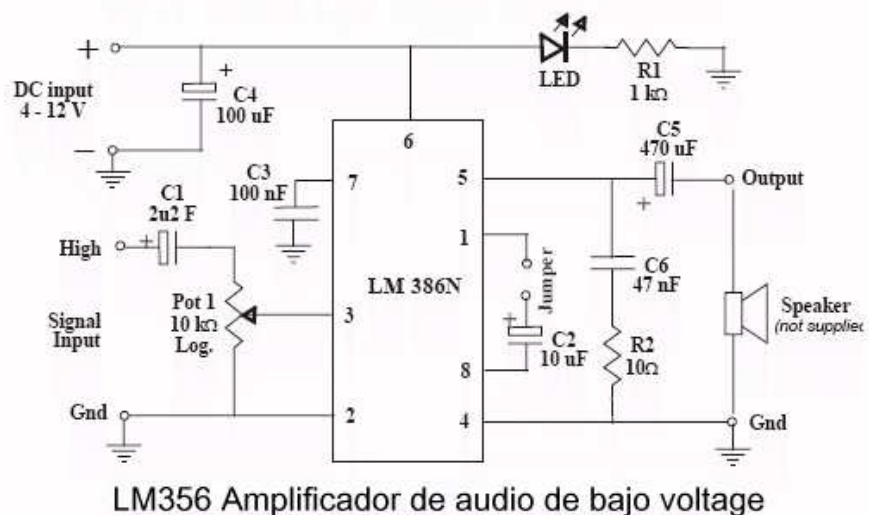 +
DC input
4 - 12 V
−
+
C4
100 uF
LED
R1
1 kΩ
6
C3
100 nF
7
5
C5
470 uF
+
Output
C1
2u2 F
+
High
1
Jumper
C6
47 nF
LM 386N
Pot 1
10 kΩ
Log.
3
Signal
Input
+
C2
10 uF
R2
10Ω
Speaker
(not supplied
8
Gnd
2
4
Gnd
LM356 Amplificador de audio de bajo voltage